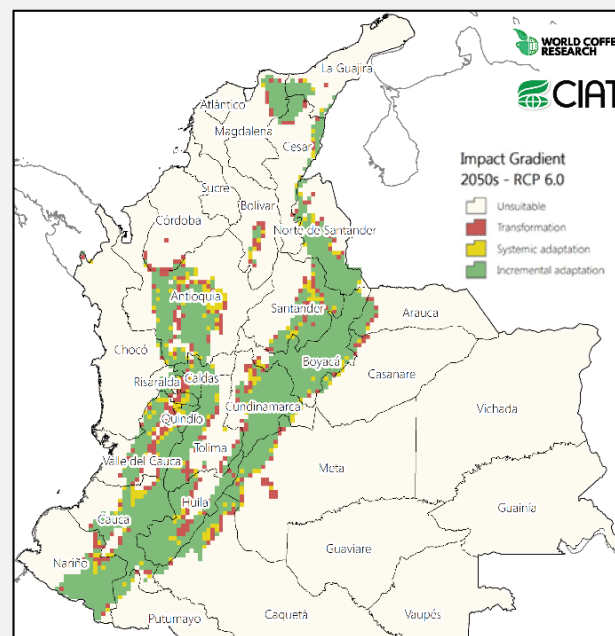 WORLD COFFEE
RESEARCH
CIAT
La Guajira
Atlántico
Magdalena
Cesar
Impact Gradient
2050s - RCP 6.0
Unsuitable
Transformation
Systemic adaptation
Incremental adaptation
Sucre
Bolívar
Córdoba
Norte de Santander
Antioquia
Santander
Arauca
Chocó
Boyacá
Casanare
Risaralda
Caldas
Cundinamarca
Vichada
Quindío
Tolima
Valle del Cauca
Meta
Huila
Guainía
Cauca
Nariño
Guaviare
Putumayo
Caquetá
Vaupés